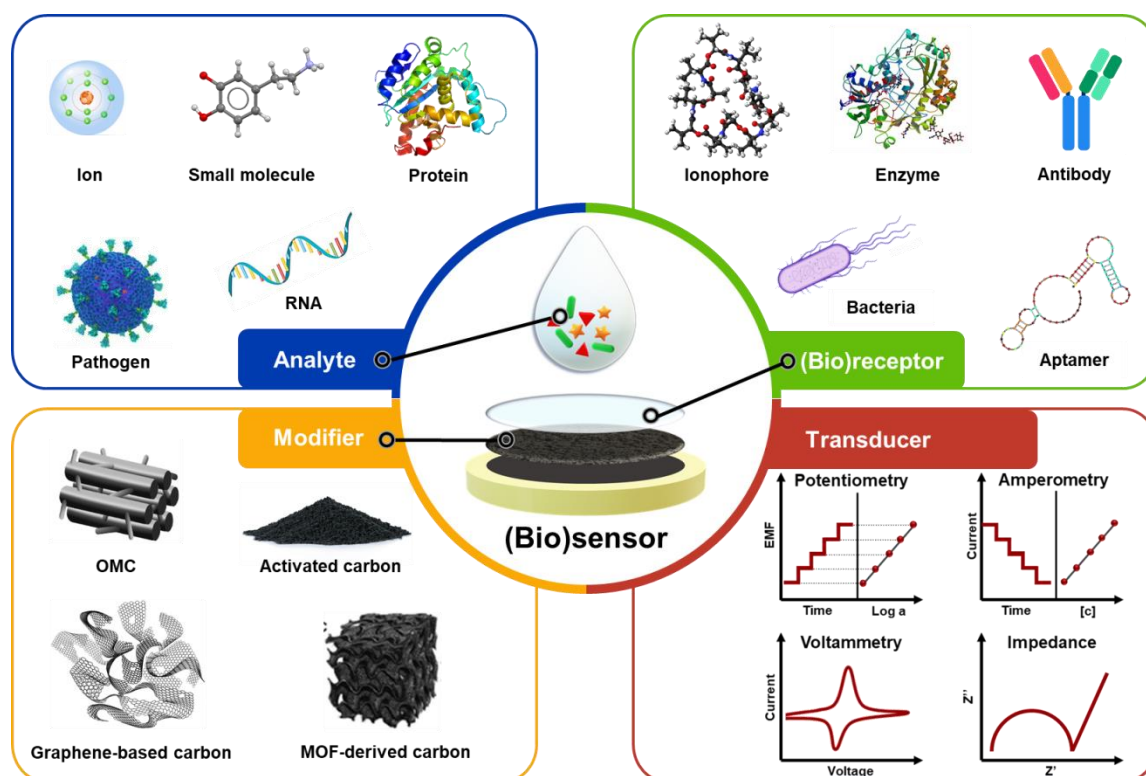 Ion
Small molecule
Protein
Pathogen
RNA
Analyte
Ionophore
Enzyme
Antibody
Bacteria
Aptamer
(Bio)receptor
Modifier
OMC
Activated carbon
Graphene-based carbon
MOF-derived carbon
(Bio)sensor
Transducer
Potentiometry
EMF
Time
Log a
Amperometry
Current
Time
[c]
Voltammetry
Current
Voltage
Impedance
Z''
Z'